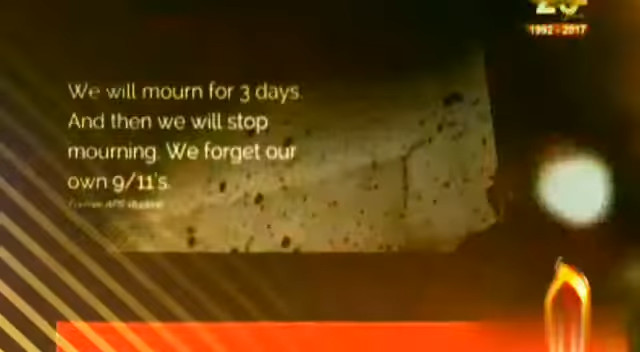 1992 - 2017
We will mourn for 3 days.
And then we will stop
mourning. We forget our
own 9/11's.